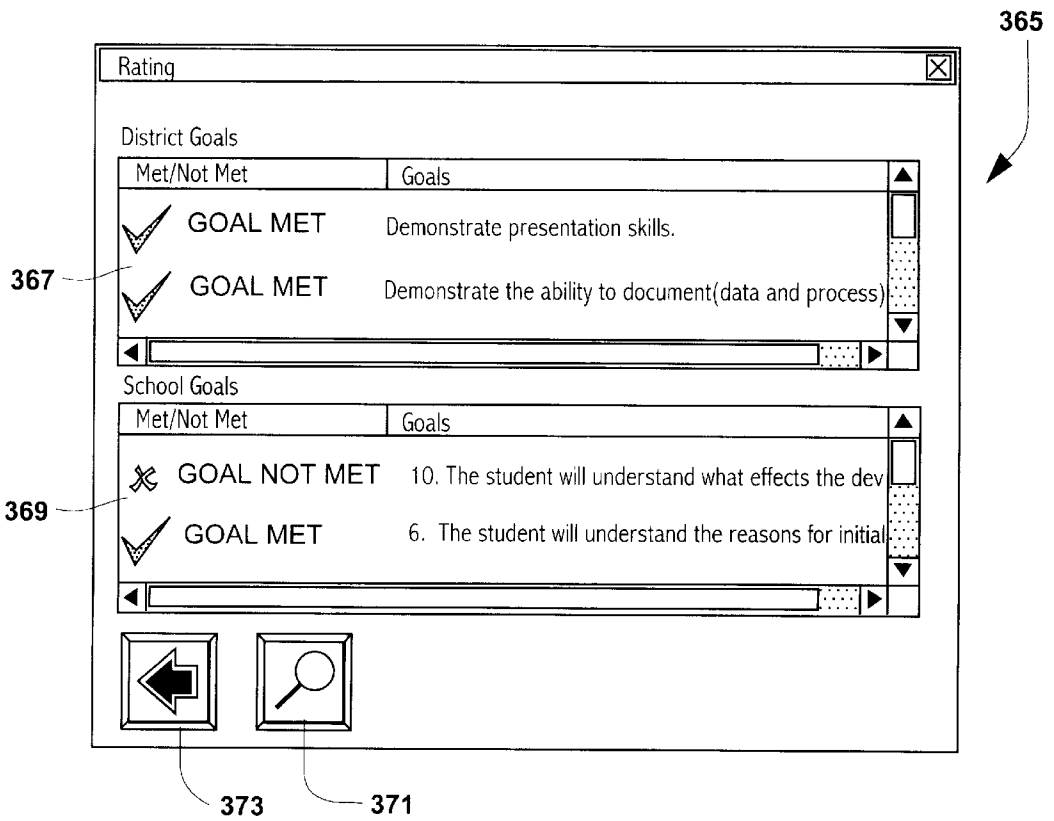 365
Rating
District Goals
Met/Not Met Goals
GOAL MET Demonstrate presentation skills.
367
GOAL MET Demonstrate the ability to document(data and process)
School Goals
Met/Not Met Goals
GOAL NOT MET 10. The student will understand what effects the dev
369
GOAL MET 6. The student will understand the reasons for initial
373 371